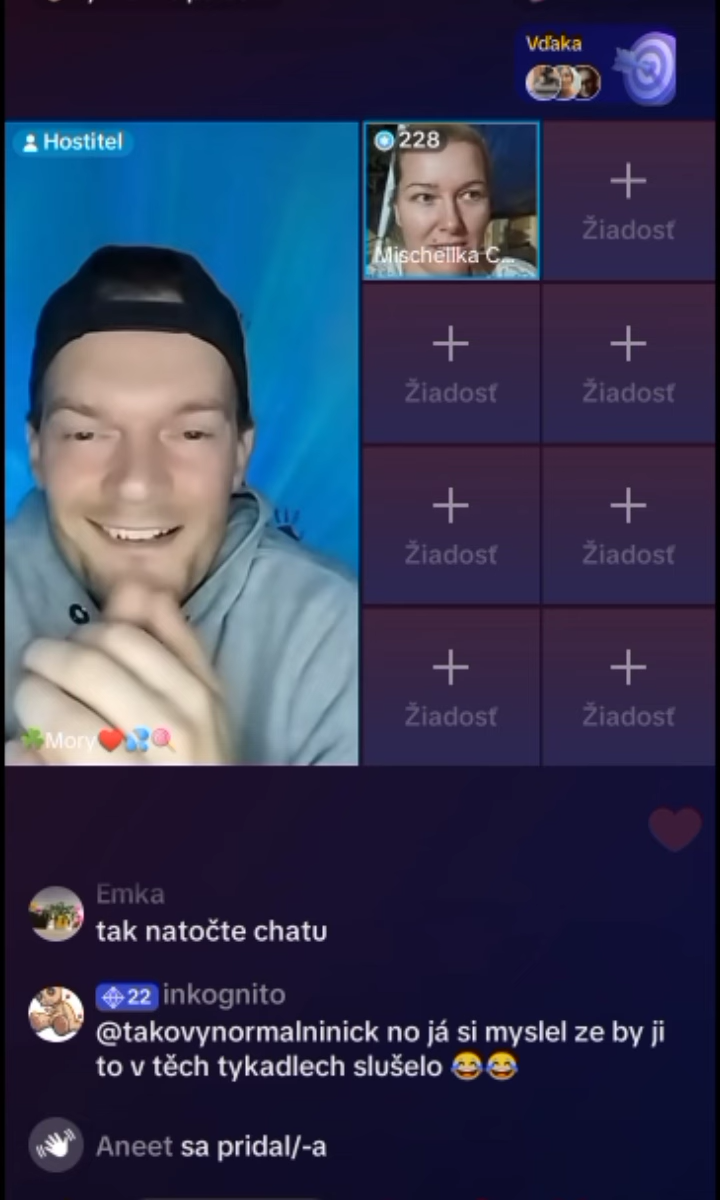 Vďaka
Hostitel
228
Mischellka C...
Žiadosť
Žiadosť
Žiadosť
Žiadosť
Žiadosť
Žiadosť
Žiadosť
☘️Mory❤️💦🍭
Emka
tak natočte chatu
22 inkognito
@takovynormalninick no já si myslel ze by ji
to v těch tykadlech slušelo 😂😂
Aneet sa pridal/-a